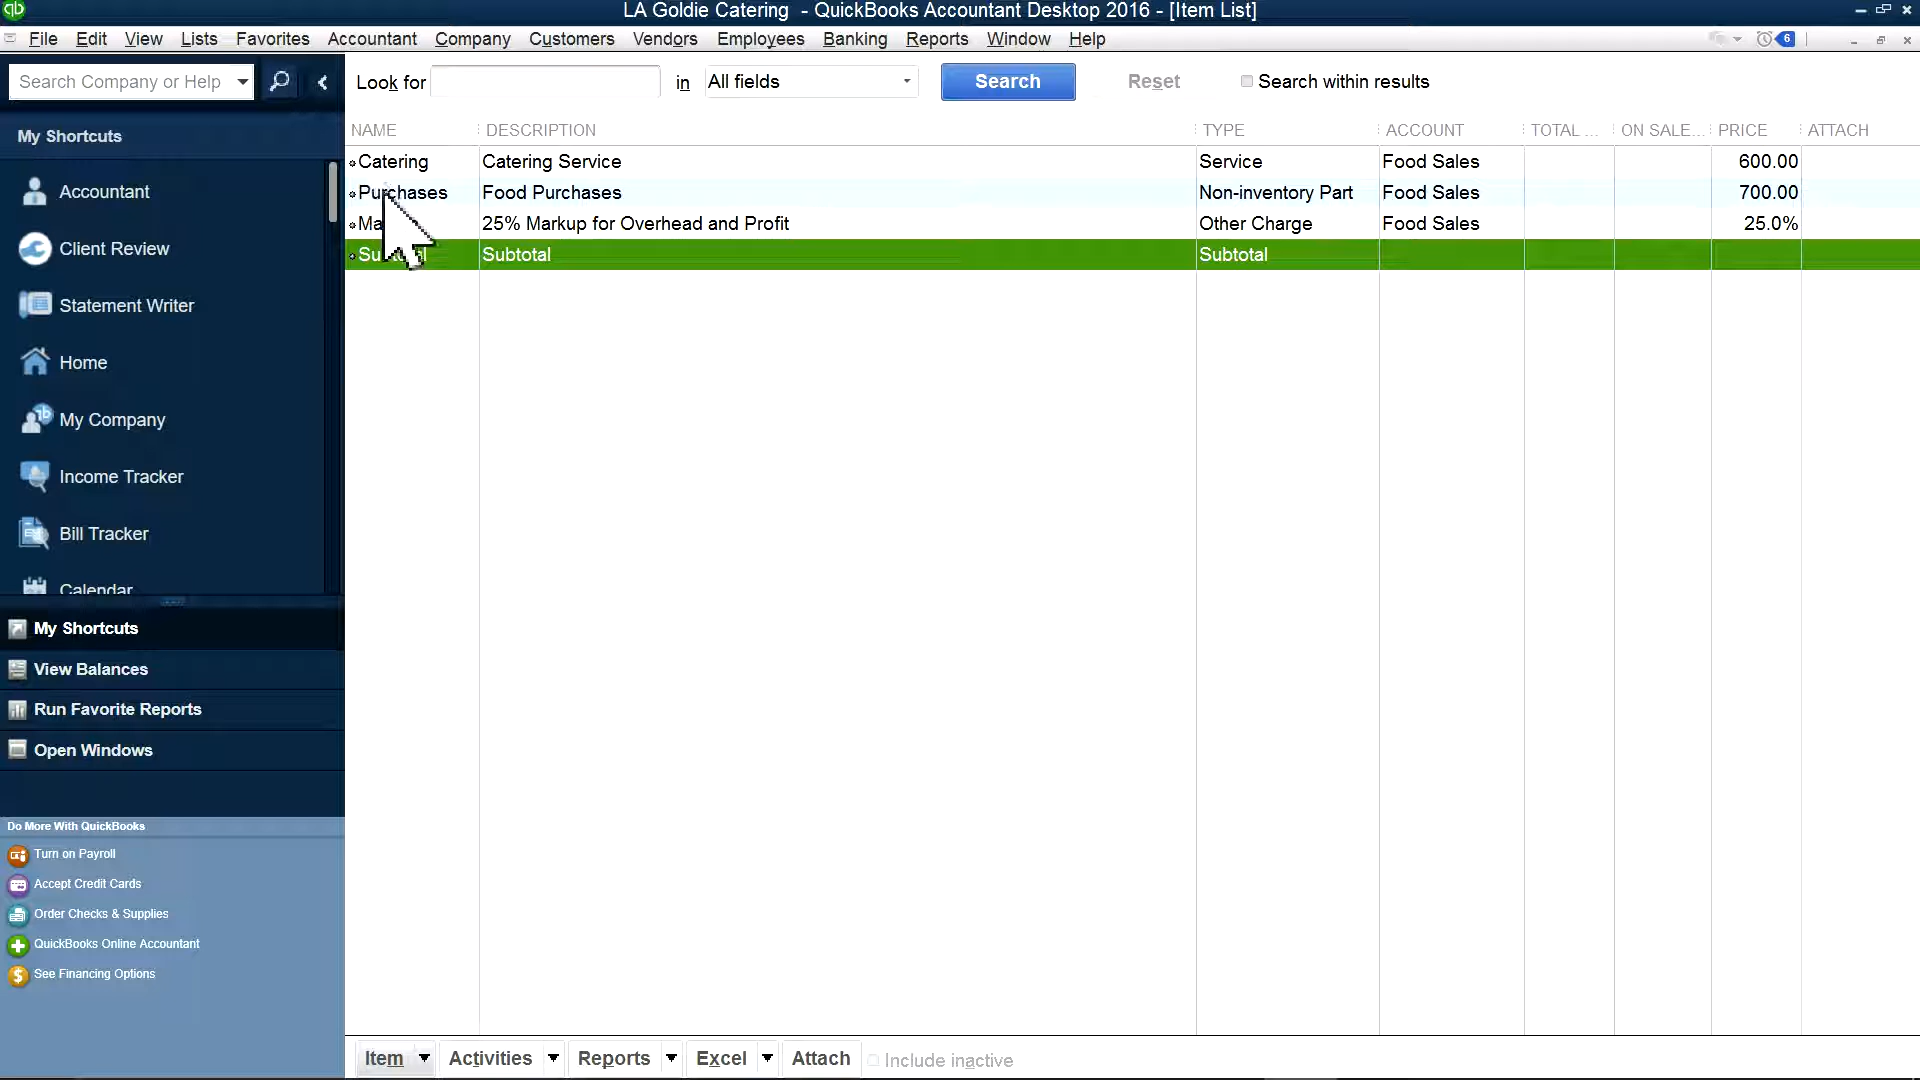 LA Goldie Catering - QuickBooks Accountant Desktop 2016 - [Item List]
File Edit View Lists Favorites Accountant Company Customers Vendors Employees Banking Reports Window Help
6
Search Company or Help
Look for in All fields Search Reset Search within results
My Shortcuts
Accountant
Client Review
Statement Writer
Home
My Company
Income Tracker
Bill Tracker
Calendar
My Shortcuts
View Balances
Run Favorite Reports
Open Windows
Do More With QuickBooks
Turn on Payroll
Accept Credit Cards
Order Checks & Supplies
QuickBooks Online Accountant
See Financing Options
NAME DESCRIPTION TYPE ACCOUNT TOTAL ... ON SALE... PRICE ATTACH
Catering Catering Service Service Food Sales 600.00
Purchases Food Purchases Non-inventory Part Food Sales 700.00
25% Markup for Overhead and Profit Other Charge Food Sales 25.0%
Subtotal Subtotal
Item Activities Reports Excel Attach Include inactive